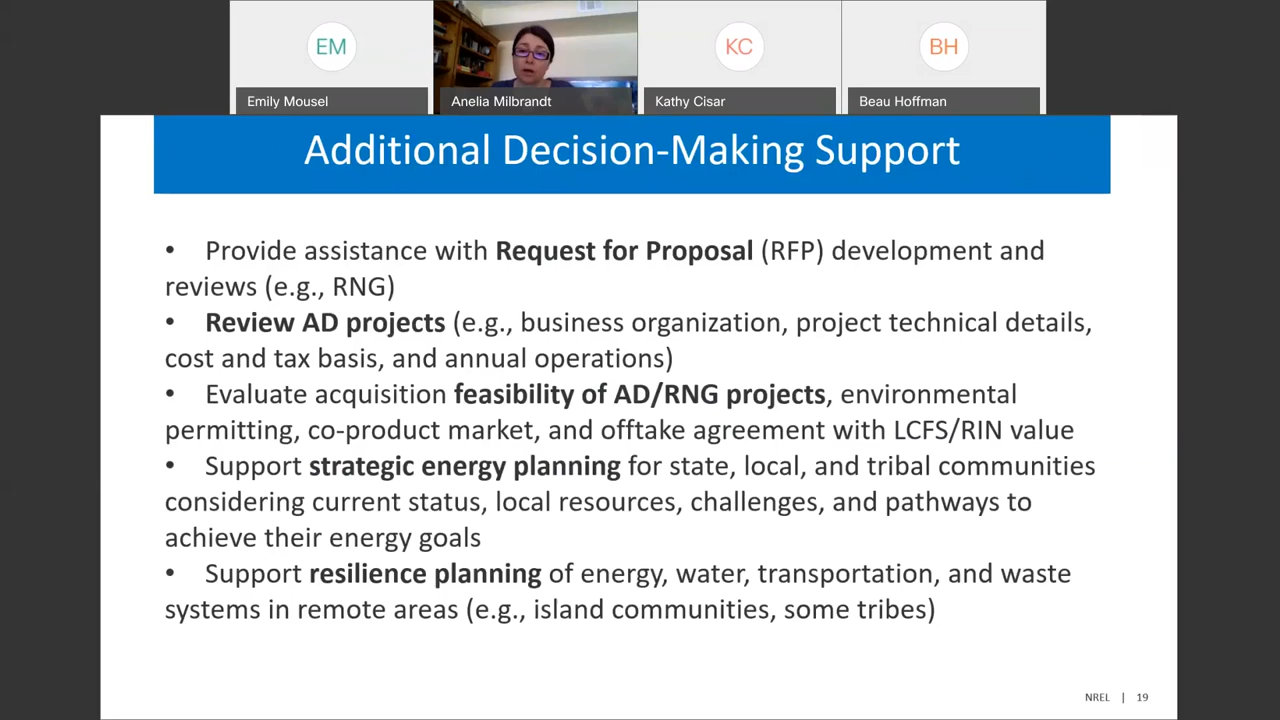 EM
KC
BH
Emily Mousel
Anelia Milbrandt
Kathy Cisar
Beau Hoffman
Additional Decision-Making Support
• Provide assistance with Request for Proposal (RFP) development and
reviews (e.g., RNG)
• Review AD projects (e.g., business organization, project technical details,
cost and tax basis, and annual operations)
• Evaluate acquisition feasibility of AD/RNG projects, environmental
permitting, co-product market, and offtake agreement with LCFS/RIN value
• Support strategic energy planning for state, local, and tribal communities
considering current status, local resources, challenges, and pathways to
achieve their energy goals
• Support resilience planning of energy, water, transportation, and waste
systems in remote areas (e.g., island communities, some tribes)
NREL | 19